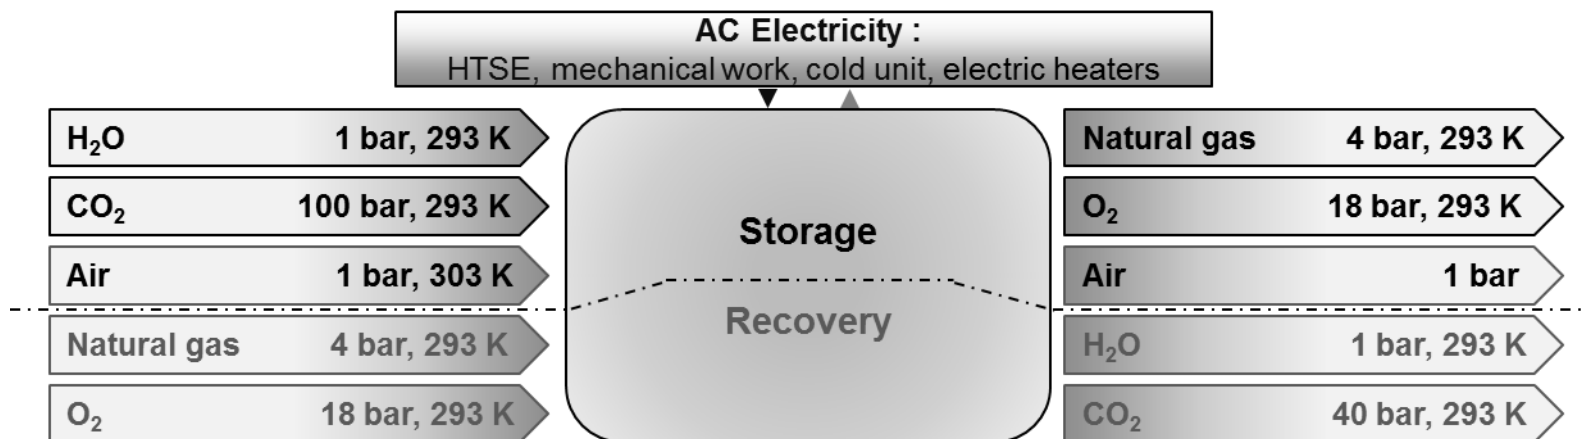 AC Electricity :
HTSE, mechanical work, cold unit, electric heaters
H₂O 1 bar, 293 K
CO₂ 100 bar, 293 K
Air 1 bar, 303 K
Natural gas 4 bar, 293 K
O₂ 18 bar, 293 K
Storage
Recovery
Natural gas 4 bar, 293 K
O₂ 18 bar, 293 K
Air 1 bar
H₂O 1 bar, 293 K
CO₂ 40 bar, 293 K